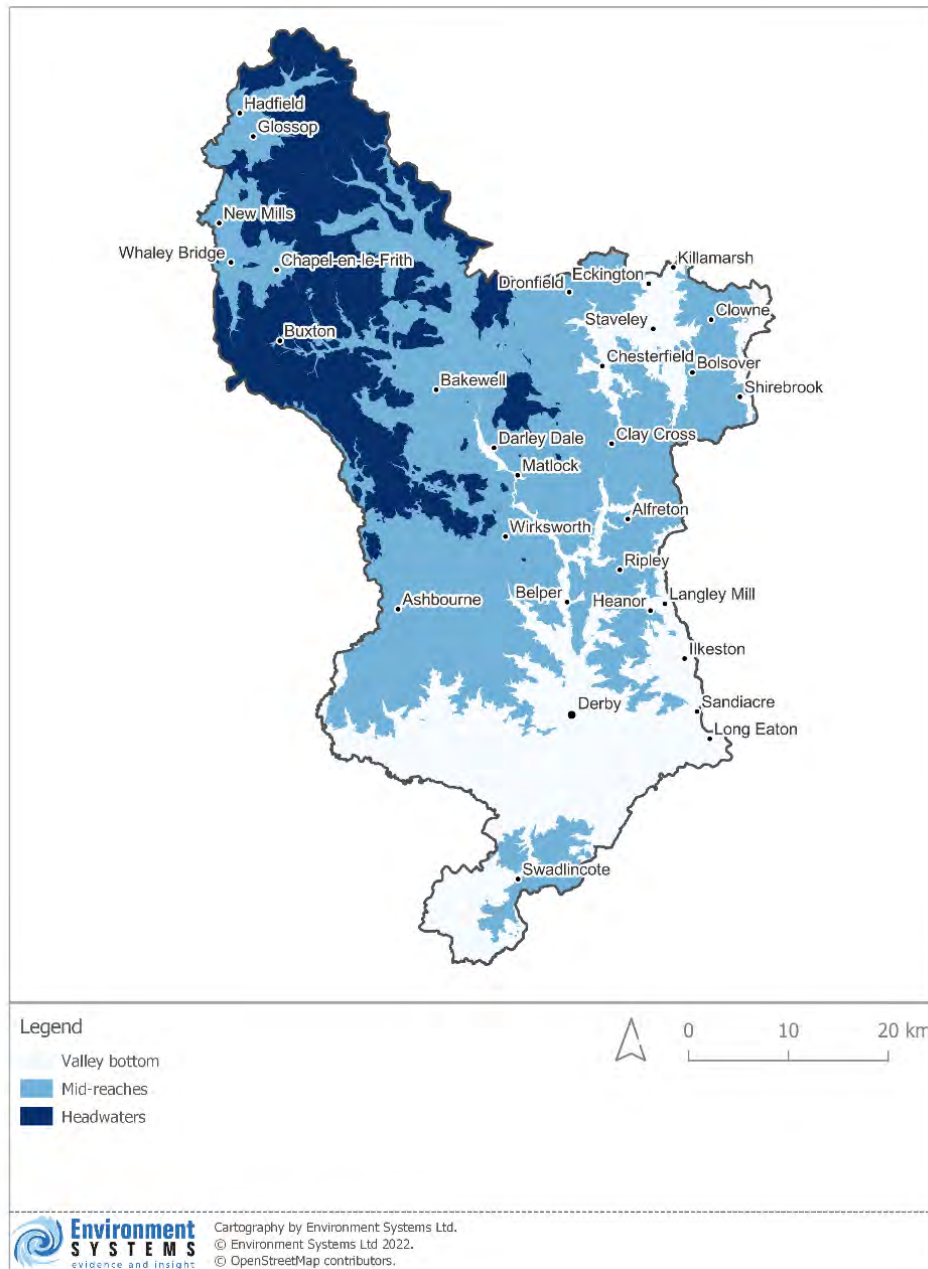 Hadfield
Glossop
New Mills
Whaley Bridge
Chapel-en-le-Frith
Killamarsh
Eckington
Dronfield
Clowne
Staveley
Buxton
Chesterfield
Bolsover
Bakewell
Shirebrook
Darley Dale
Clay Cross
Matlock
Alfreton
Wirksworth
Ripley
Belper
Heanor
Langley Mill
Ashbourne
Ilkeston
Derby
Sandiacre
Long Eaton
Swadlincote
Legend
Valley bottom
Mid-reaches
Headwaters
0 10 20 km
Environment
SYSTEMS
evidence and insight
Cartography by Environment Systems Ltd.
© Environment Systems Ltd 2022.
© OpenStreetMap contributors.